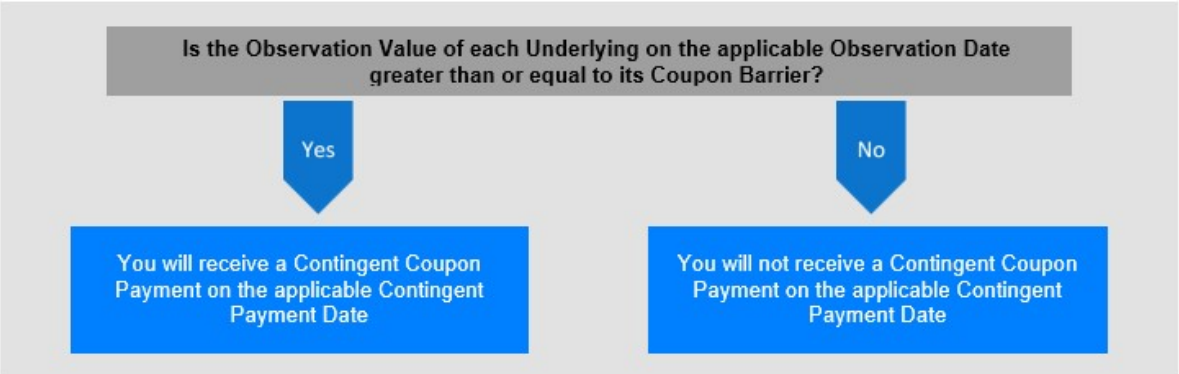 Is the Observation Value of each Underlying on the applicable Observation Date
greater than or equal to its Coupon Barrier?
Yes
No
You will receive a Contingent Coupon
Payment on the applicable Contingent
Payment Date
You will not receive a Contingent Coupon
Payment on the applicable Contingent
Payment Date